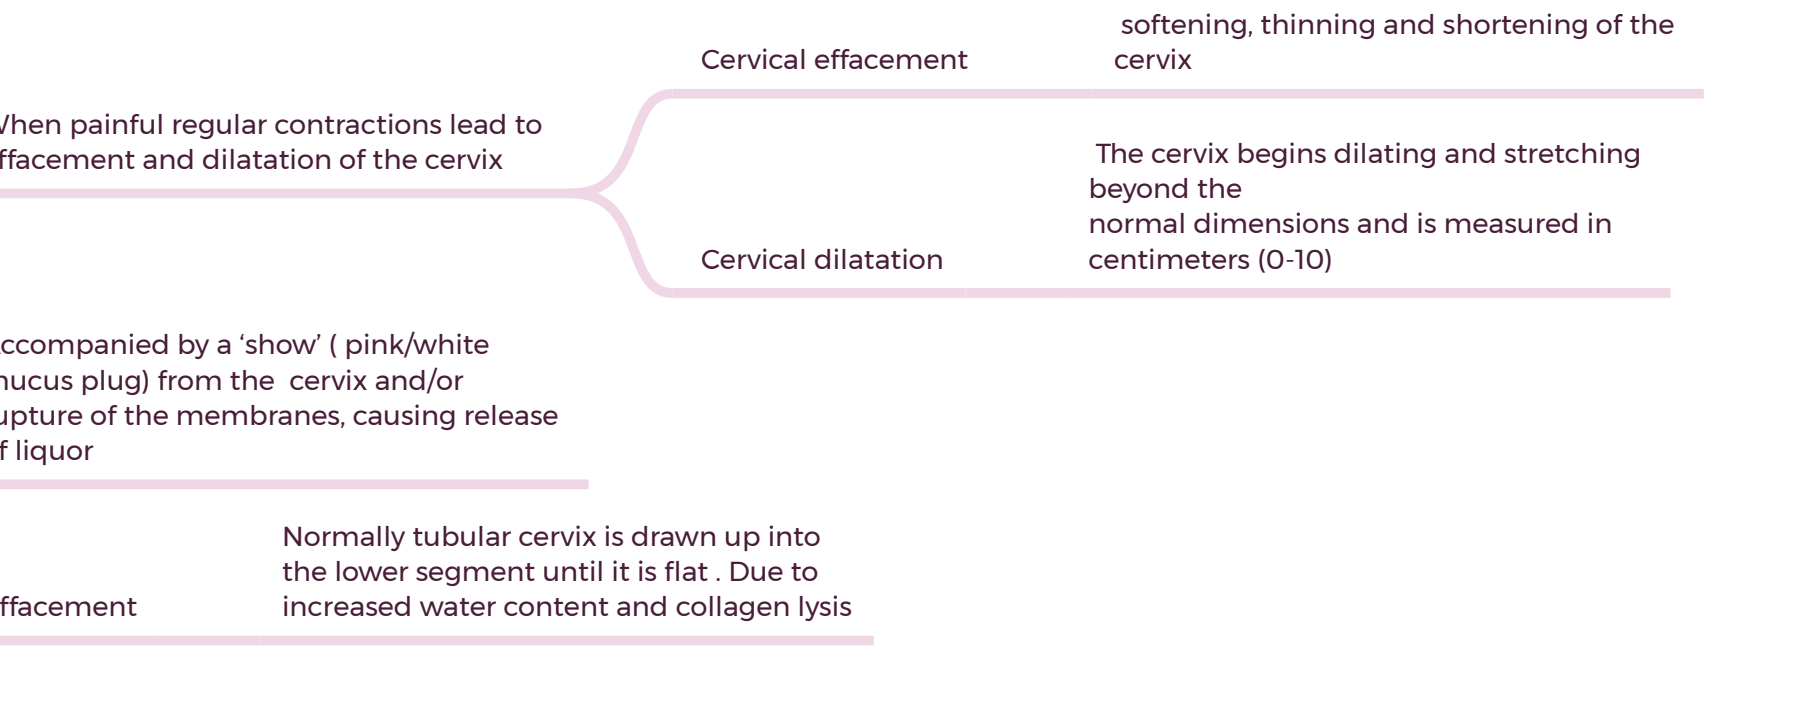 softening, thinning and shortening of the
cervix
Cervical effacement
When painful regular contractions lead to
ffacement and dilatation of the cervix
The cervix begins dilating and stretching
beyond the
normal dimensions and is measured in
centimeters (0-10)
Cervical dilatation
ccompanied by a ‘show’ ( pink/white
mucus plug) from the  cervix and/or
upture of the membranes, causing release
f liquor
Normally tubular cervix is drawn up into
the lower segment until it is flat . Due to
increased water content and collagen lysis
ffacement